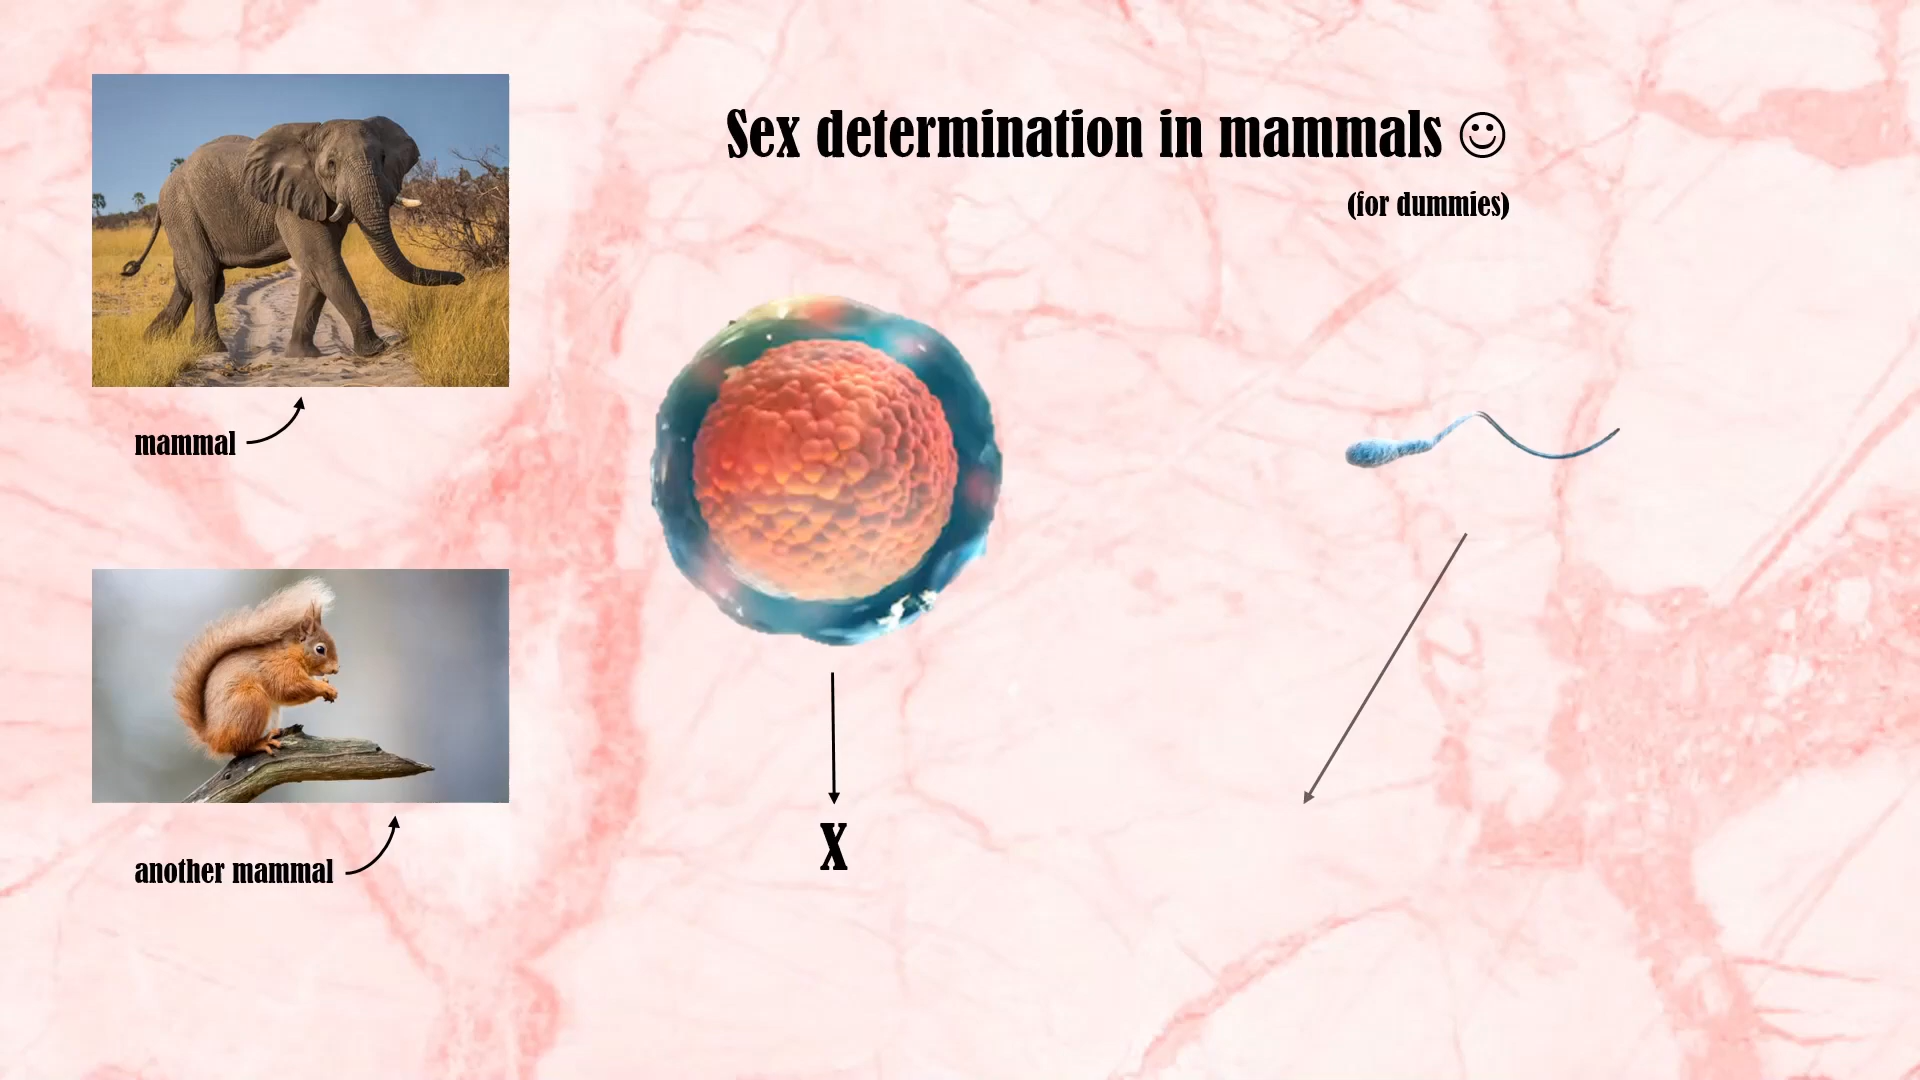 Sex determination in mammals ☺
(for dummies)
mammal
another mammal
X